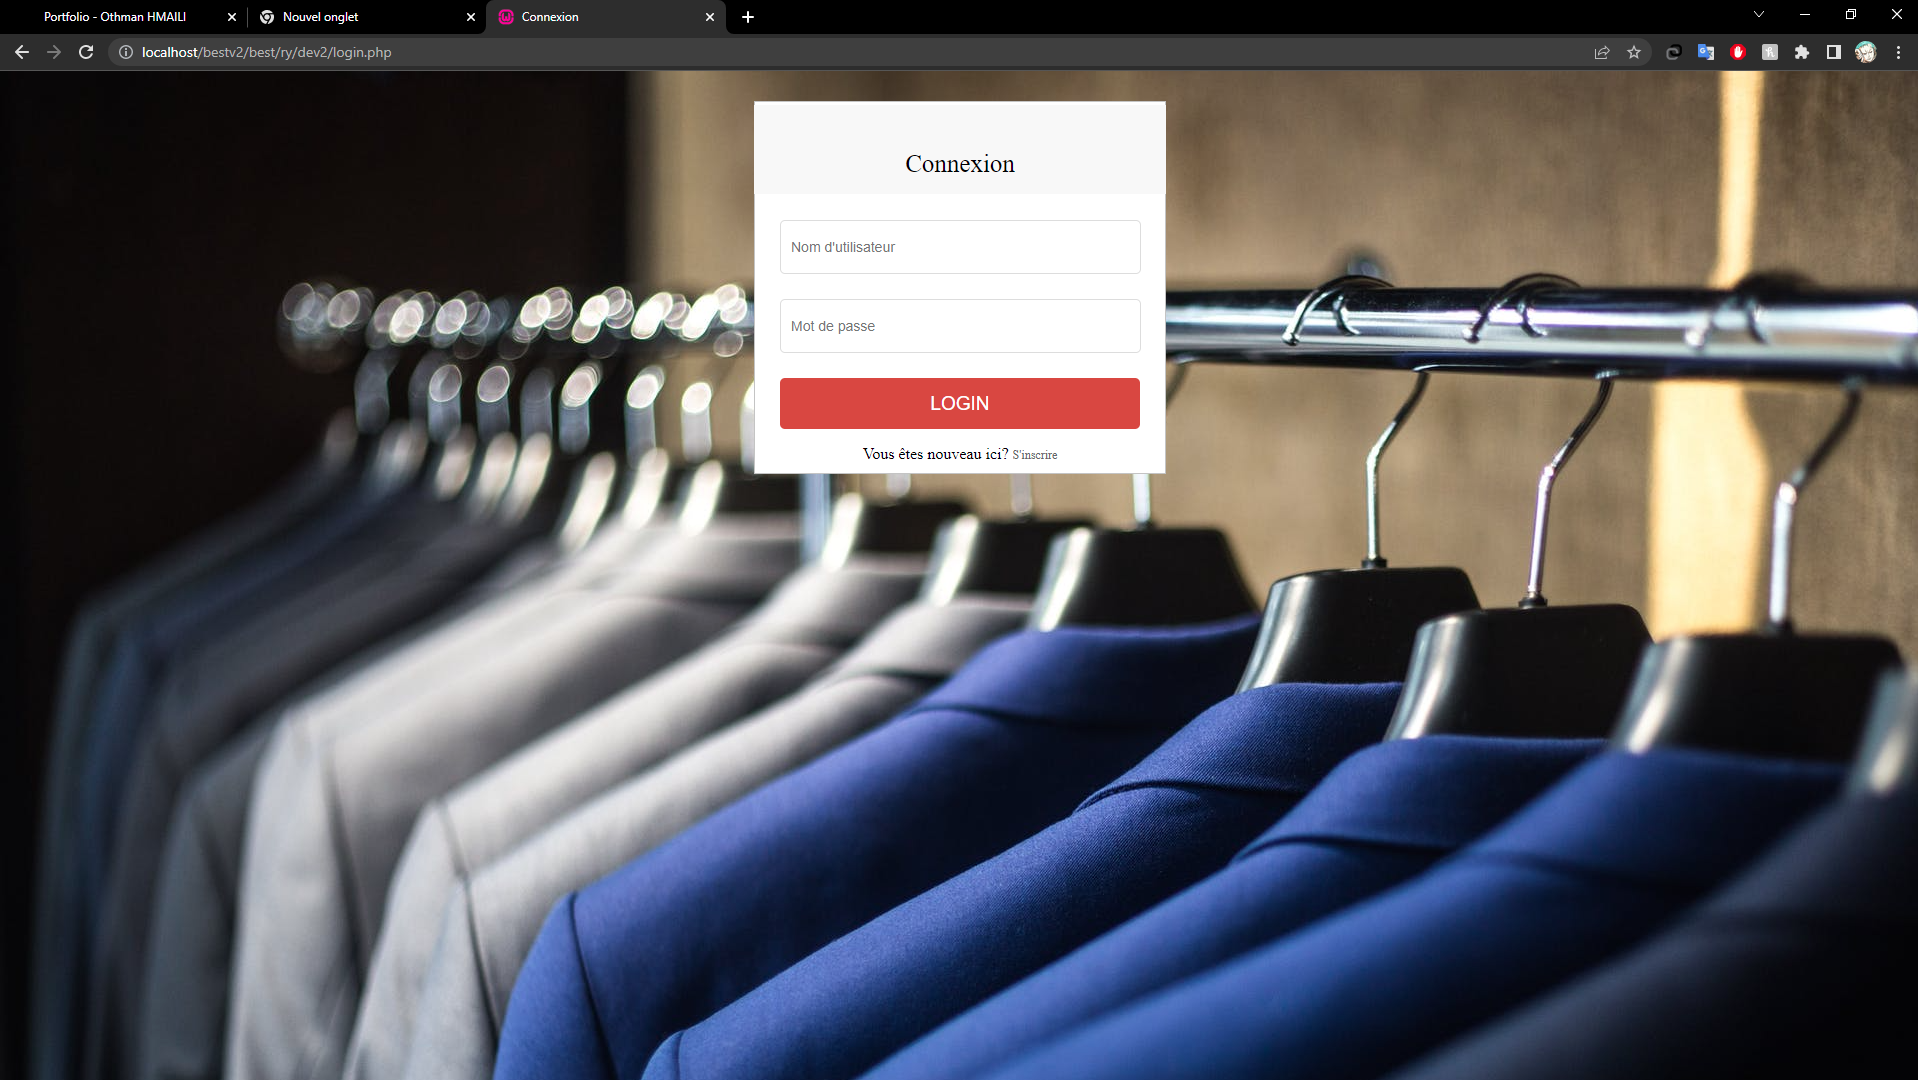 Portfolio - Othman HMAILI
Nouvel onglet
Connexion
localhost/bestv2/best/ry/dev2/login.php
Connexion
Nom d'utilisateur
Mot de passe
LOGIN
Vous êtes nouveau ici? S'inscrire